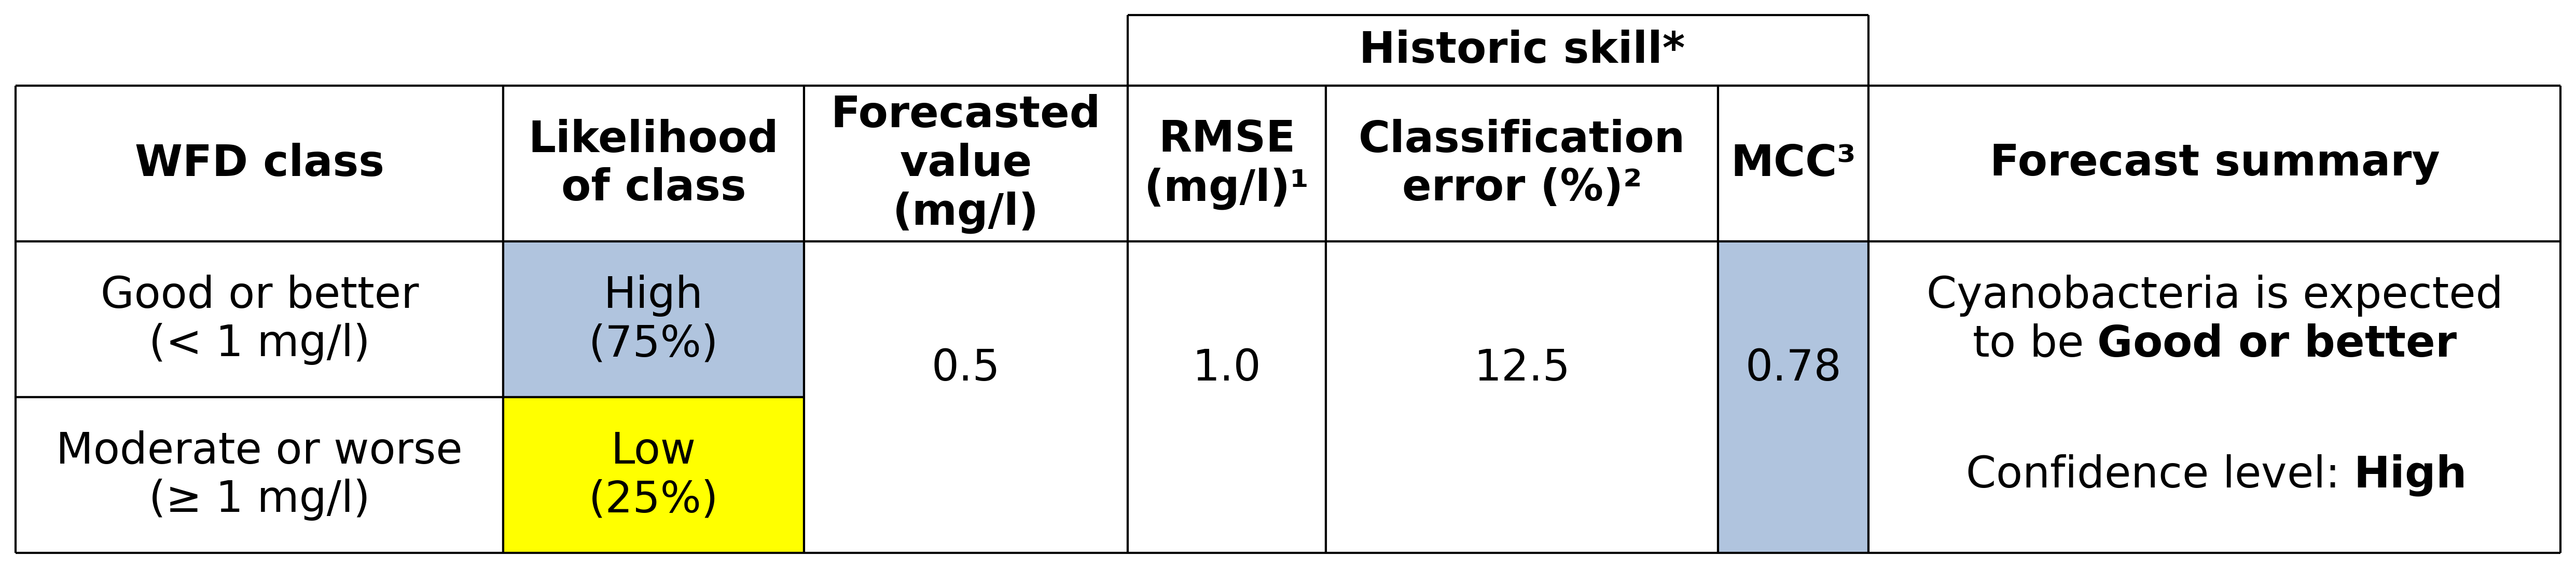 Historic skill*
WFD class
Likelihood
of class
Forecasted
value
(mg/l)
RMSE
(mg/l)¹
Classification
error (%)²
MCC³
Forecast summary
Good or better
(< 1 mg/l)
High
(75%)
0.5
1.0
12.5
0.78
Cyanobacteria is expected
to be Good or better
Confidence level: High
Moderate or worse
(≥ 1 mg/l)
Low
(25%)